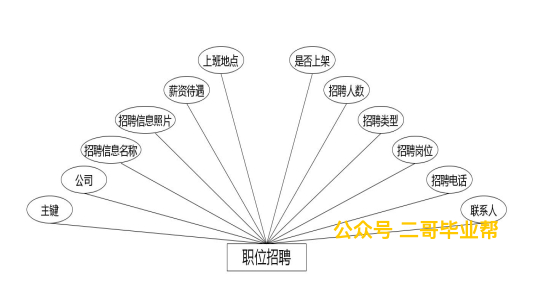 上班地点 是否上架
薪资待遇 招聘人数
招聘信息照片 招聘类型
招聘信息名称 招聘岗位
公司 招聘电话
主键 联系人
公众号 二哥毕业帮
职位招聘